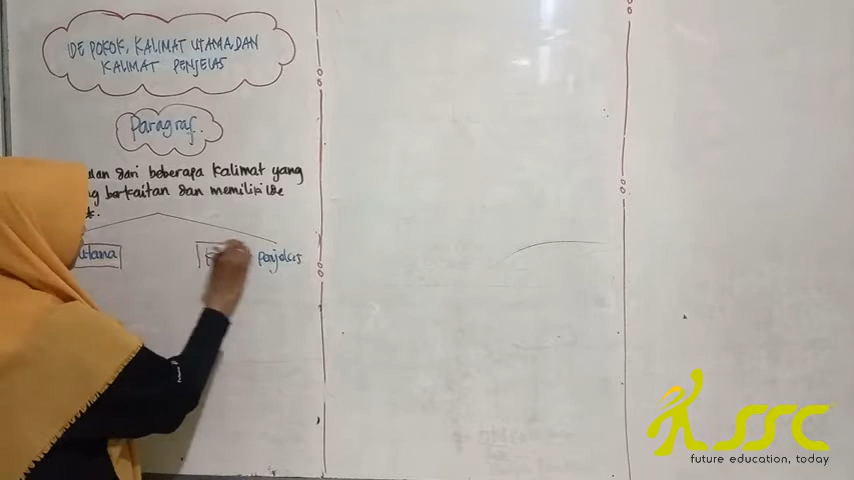 IDE POKOK, KALIMAT UTAMA, DAN
KALIMAT PENJELAS
Paragraf.
dari beberapa kalimat yang
berkaitan dan memiliki ide
Utama
Penjelas
SSC
future education, today